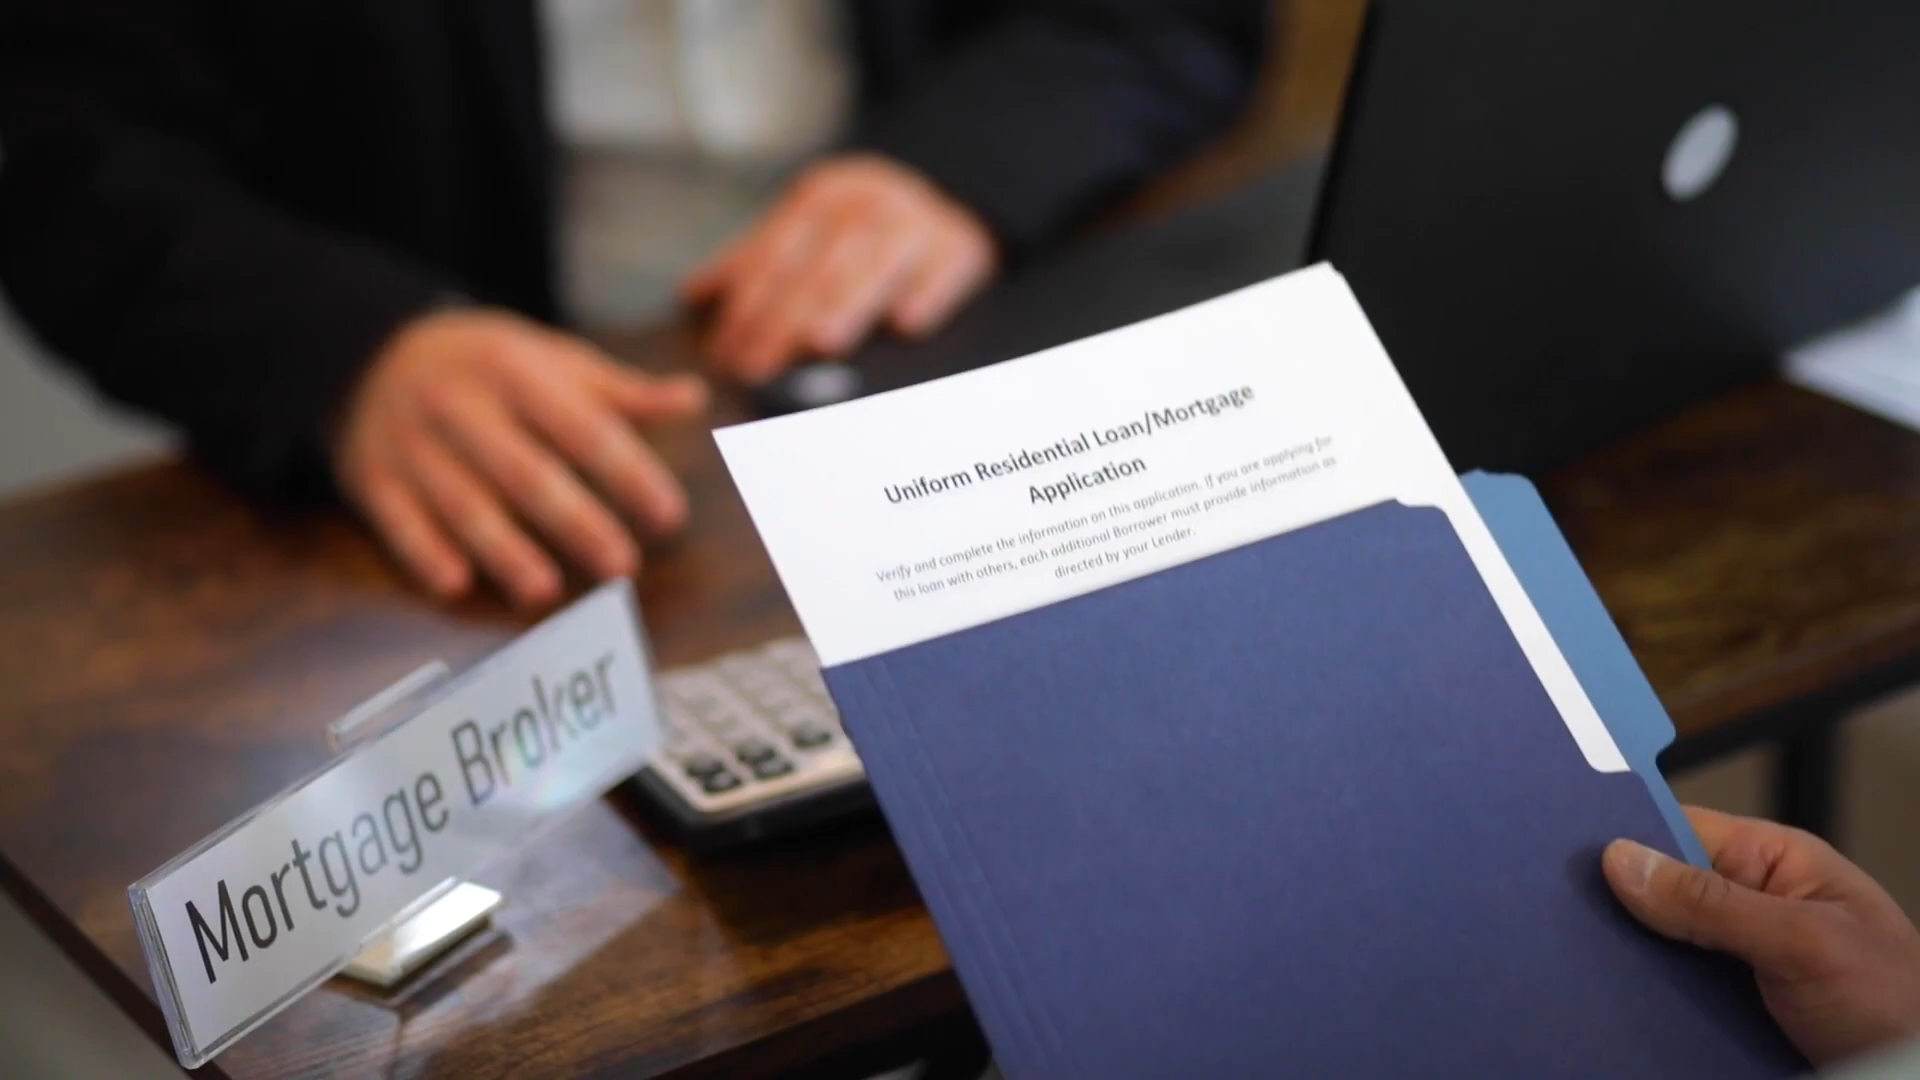 Uniform Residential Loan/Mortgage
Application
Verify and complete the information on this application. If you are applying for
this loan with others, each additional Borrower must provide information as
directed by your Lender.
Mortgage Broker